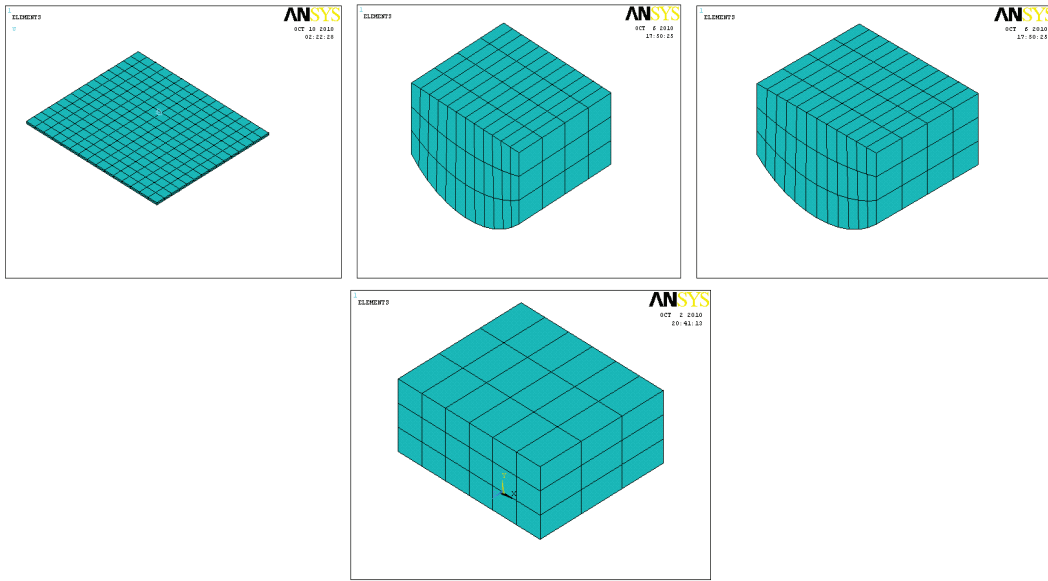 1
ELEMENTS
ANSYS
OCT 10 2010
02:22:20
1
ELEMENTS
ANSYS
OCT 6 2010
17:50:25
1
ELEMENTS
ANSYS
OCT 6 2010
17:50:25
1
ELEMENTS
ANSYS
OCT 2 2010
20:41:13
X